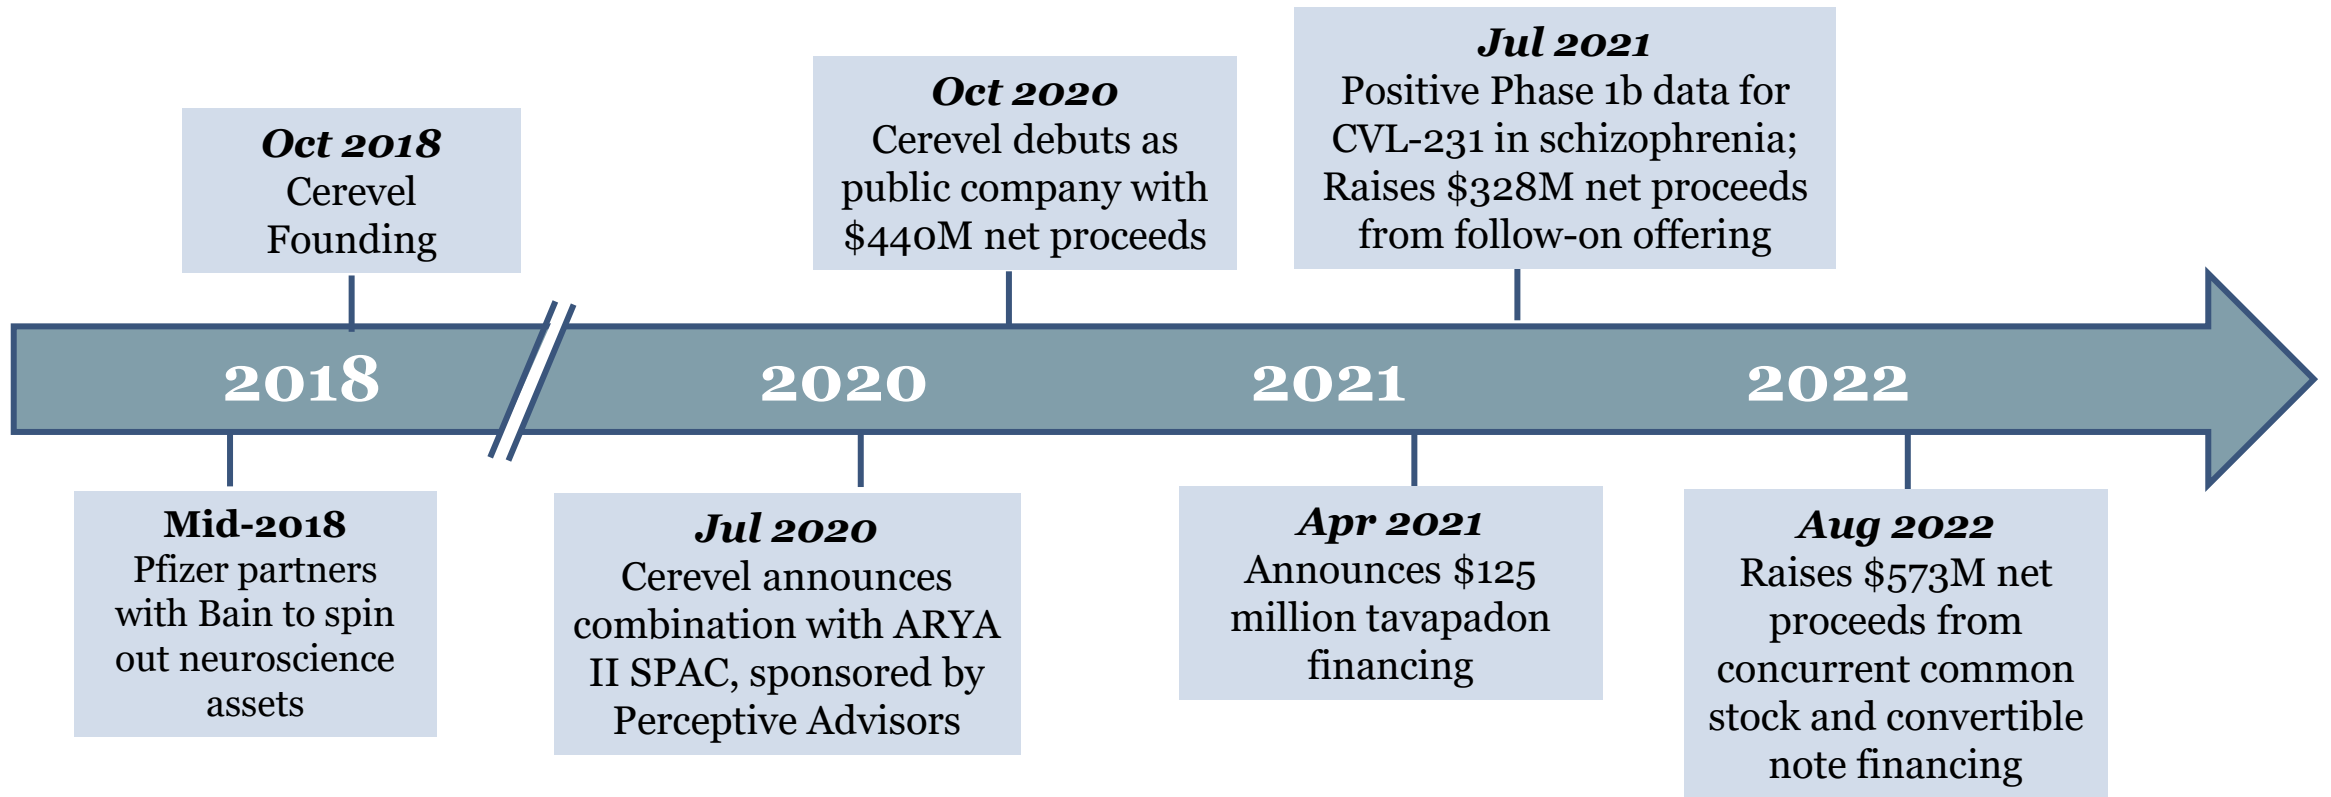 Oct 2018
Cerevel
Founding
Oct 2020
Cerevel debuts as
public company with
$440M net proceeds
Jul 2021
Positive Phase 1b data for
CVL-231 in schizophrenia;
Raises $328M net proceeds
from follow-on offering
2018
2020
2021
2022
Mid-2018
Pfizer partners
with Bain to spin
out neuroscience
assets
Jul 2020
Cerevel announces
combination with ARYA
II SPAC, sponsored by
Perceptive Advisors
Apr 2021
Announces $125
million tavapadon
financing
Aug 2022
Raises $573M net
proceeds from
concurrent common
stock and convertible
note financing